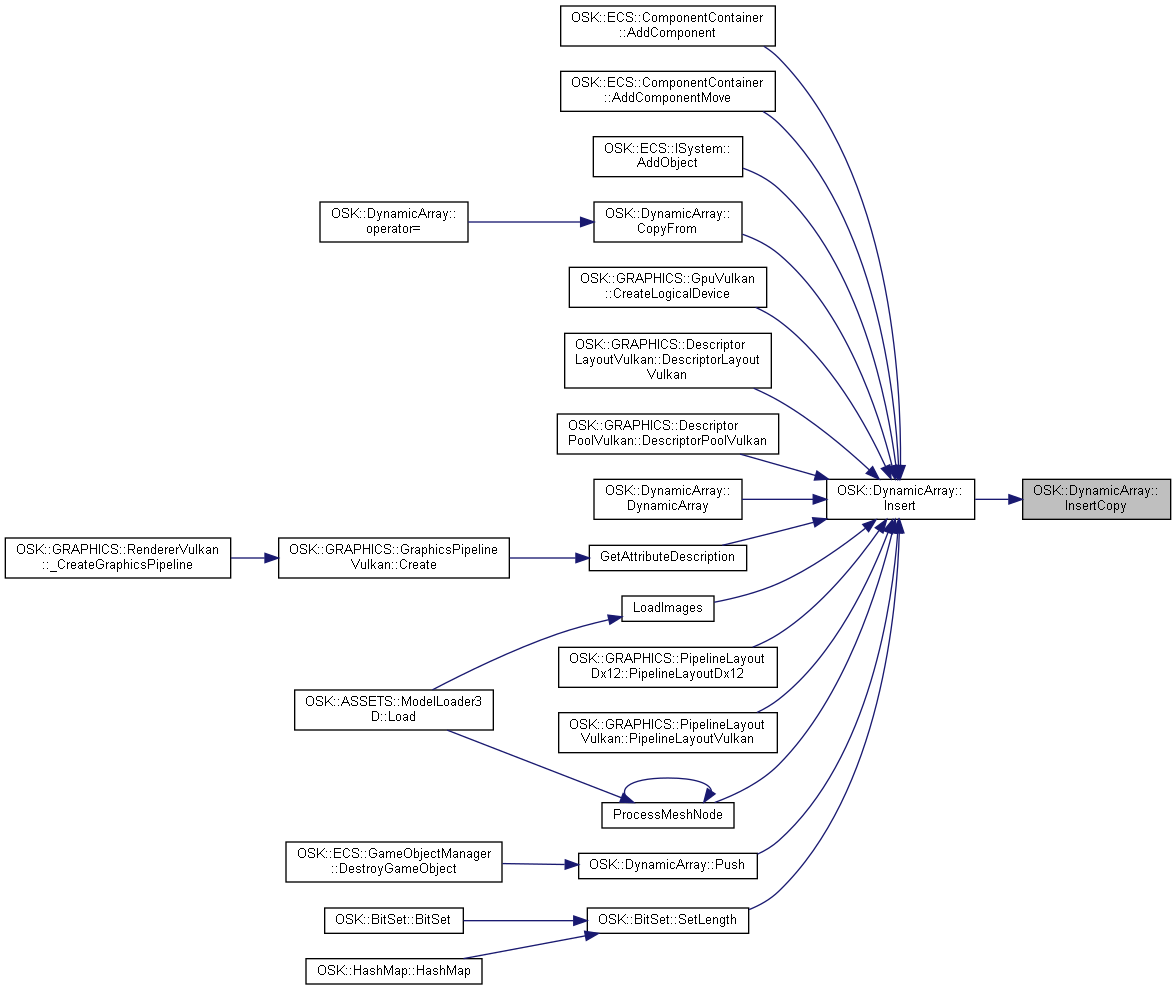 OSK::ECS::ComponentContainer
::AddComponent
OSK::ECS::ComponentContainer
::AddComponentMove
OSK::ECS::ISystem::
AddObject
OSK::DynamicArray::
operator=
OSK::DynamicArray::
CopyFrom
OSK::GRAPHICS::GpuVulkan
::CreateLogicalDevice
OSK::GRAPHICS::Descriptor
LayoutVulkan::DescriptorLayout
Vulkan
OSK::GRAPHICS::Descriptor
PoolVulkan::DescriptorPoolVulkan
OSK::DynamicArray::
DynamicArray
OSK::DynamicArray::
Insert
OSK::DynamicArray::
InsertCopy
OSK::GRAPHICS::RendererVulkan
::_CreateGraphicsPipeline
OSK::GRAPHICS::GraphicsPipeline
Vulkan::Create
GetAttributeDescription
LoadImages
OSK::GRAPHICS::PipelineLayout
Dx12::PipelineLayoutDx12
OSK::ASSETS::ModelLoader3
D::Load
OSK::GRAPHICS::PipelineLayout
Vulkan::PipelineLayoutVulkan
ProcessMeshNode
OSK::ECS::GameObjectManager
::DestroyGameObject
OSK::DynamicArray::Push
OSK::BitSet::BitSet
OSK::BitSet::SetLength
OSK::HashMap::HashMap